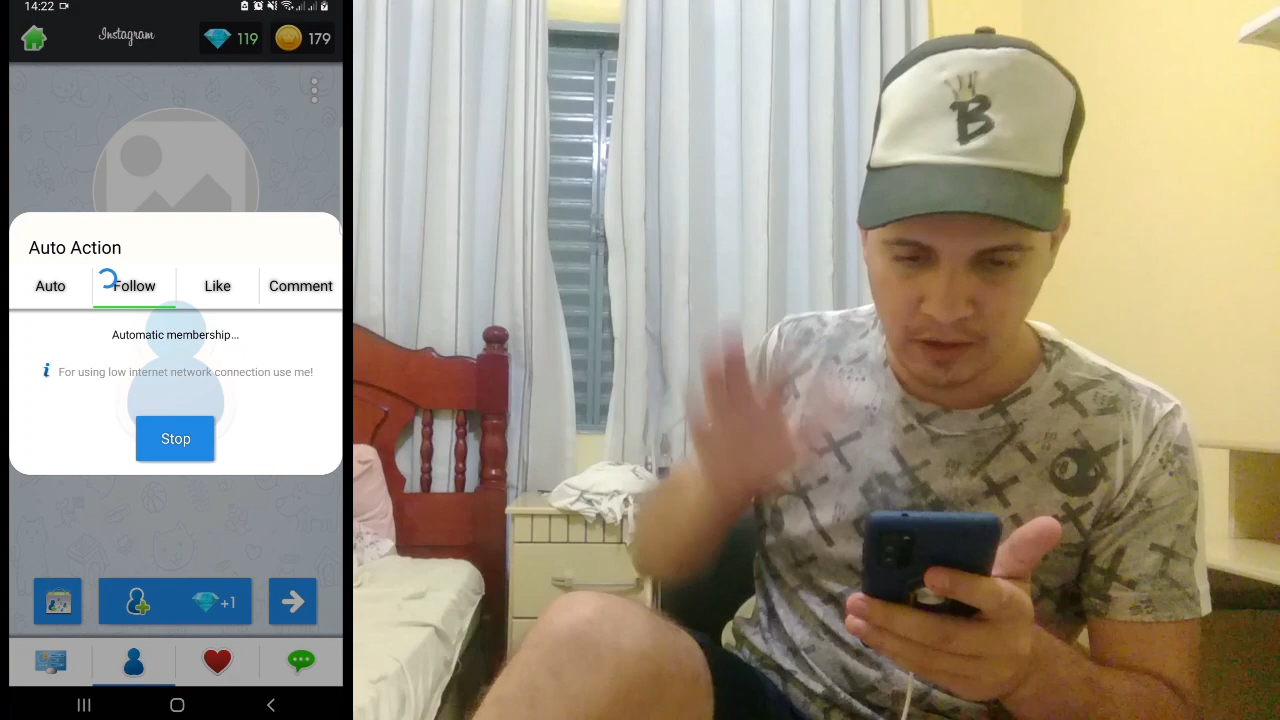 14:22
Instagram
119
179
Auto Action
Auto
Follow
Like
Comment
Automatic membership...
i For using low internet network connection use me!
Stop
+1
B